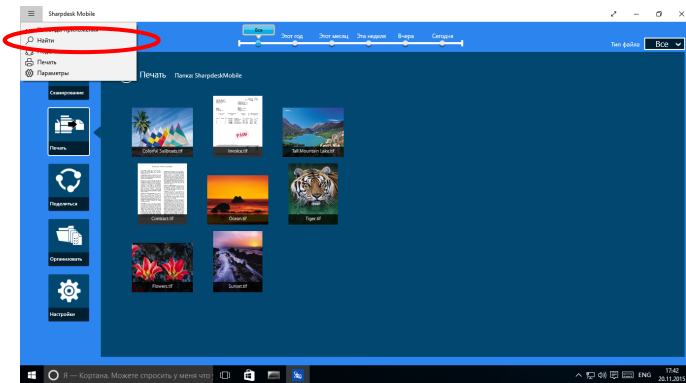 Sharpdesk Mobile
Найти
Печать
Параметры
Все
Этот год
Этот месяц
Эта неделя
Вчера
Сегодня
Тип файла
Все
Печать
Папка: SharpdeskMobile
Сканирование
Печать
Поделиться
Организовать
Настройки
Colorful Sailboats.tif
Invoice.tif
Tall Mountain Lake.tif
Contract.tif
Ocean.tif
Tiger.tif
Flowers.tif
Sunset.tif
Я — Кортана. Можете спросить у меня что
ENG
17:42
20.11.2015